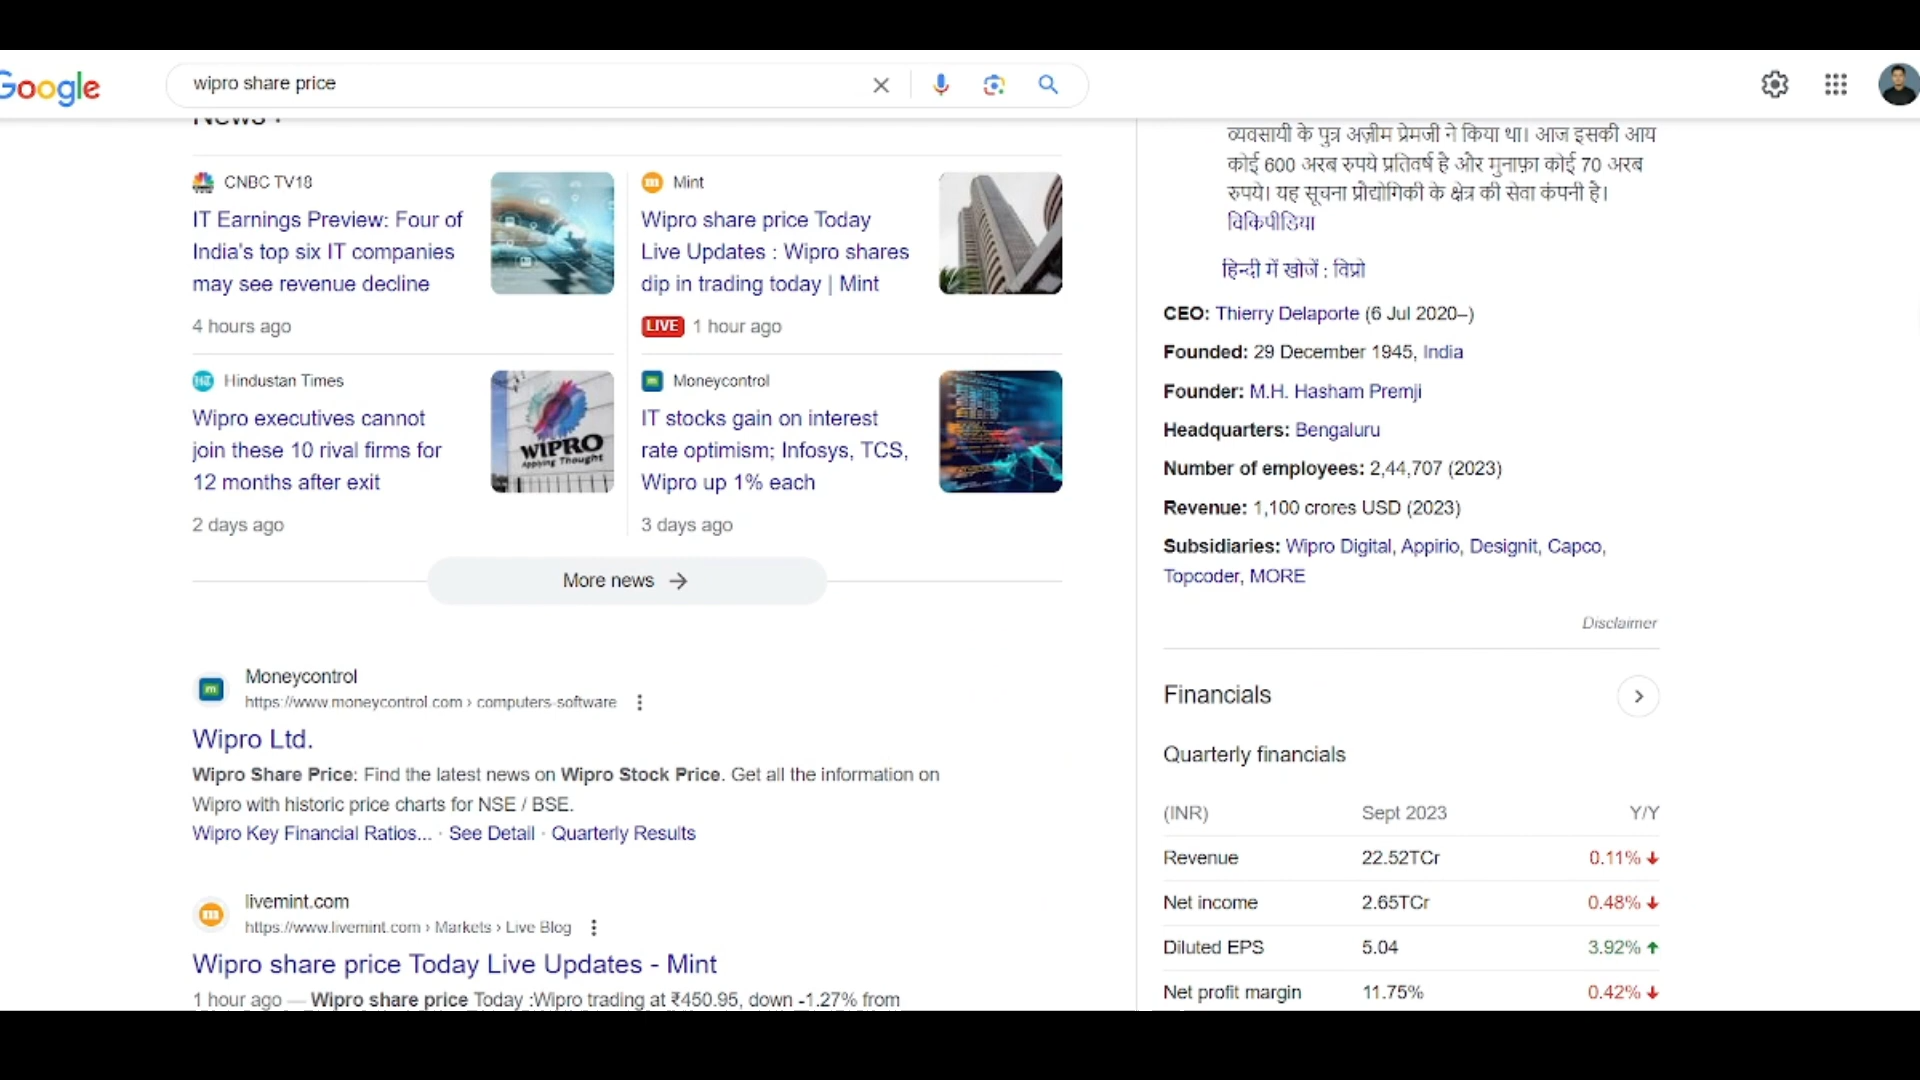 Google
wipro share price
News
CNBC TV18
IT Earnings Preview: Four of
India's top six IT companies
may see revenue decline
4 hours ago
Mint
Wipro share price Today
Live Updates : Wipro shares
dip in trading today | Mint
LIVE 1 hour ago
Hindustan Times
Wipro executives cannot
join these 10 rival firms for
12 months after exit
2 days ago
WIPRO
Applying Thought
Moneycontrol
IT stocks gain on interest
rate optimism; Infosys, TCS,
Wipro up 1% each
3 days ago
More news →
Moneycontrol
https://www.moneycontrol.com › computers-software
Wipro Ltd.
Wipro Share Price: Find the latest news on Wipro Stock Price. Get all the information on
Wipro with historic price charts for NSE / BSE.
Wipro Key Financial Ratios... · See Detail · Quarterly Results
livemint.com
https://www.livemint.com › Markets › Live Blog
Wipro share price Today Live Updates - Mint
1 hour ago — Wipro share price Today :Wipro trading at ₹450.95, down -1.27% from
व्यवसायी के पुत्र अज़ीम प्रेमजी ने किया था। आज इसकी आय
कोई 600 अरब रुपये प्रतिवर्ष है और मुनाफ़ा कोई 70 अरब
रुपये। यह सूचना प्रौद्योगिकी के क्षेत्र की सेवा कंपनी है।
विकिपीडिया
हिन्दी में खोजें : विप्रो
CEO: Thierry Delaporte (6 Jul 2020–)
Founded: 29 December 1945, India
Founder: M.H. Hasham Premji
Headquarters: Bengaluru
Number of employees: 2,44,707 (2023)
Revenue: 1,100 crores USD (2023)
Subsidiaries: Wipro Digital, Appirio, Designit, Capco,
Topcoder, MORE
Disclaimer
Financials
Quarterly financials
(INR) Sept 2023 Y/Y
Revenue 22.52TCr 0.11% ↓
Net income 2.65TCr 0.48% ↓
Diluted EPS 5.04 3.92% ↑
Net profit margin 11.75% 0.42% ↓